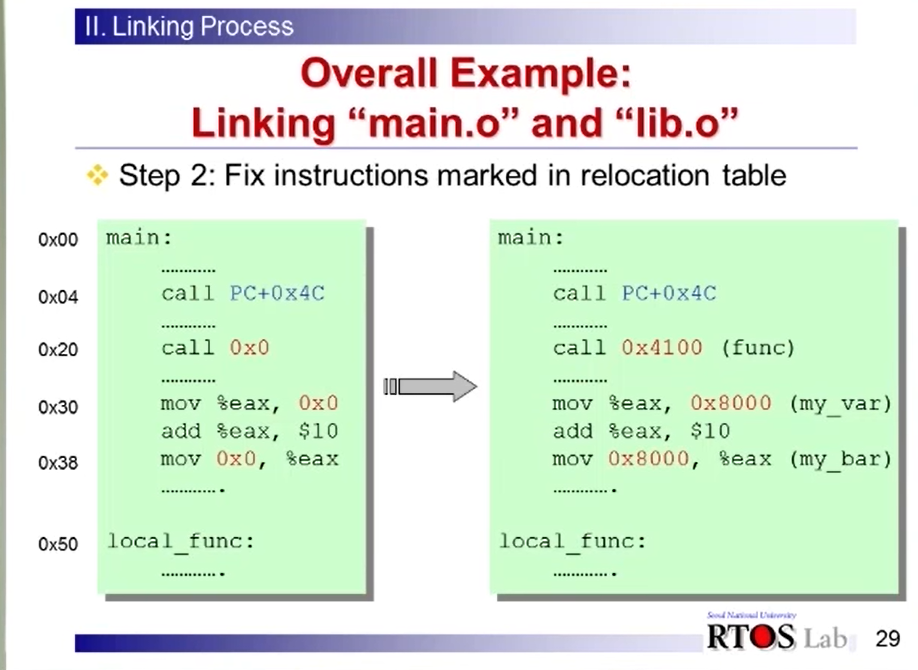 II. Linking Process
Overall Example:
Linking “main.o” and “lib.o”
Step 2: Fix instructions marked in relocation table
0x00 main:
............
0x04 call PC+0x4C
............
0x20 call 0x0
............
0x30 mov %eax, 0x0
add %eax, $10
0x38 mov 0x0, %eax
.............
0x50 local_func:
.............
main:
............
call PC+0x4C
............
call 0x4100 (func)
............
mov %eax, 0x8000 (my_var)
add %eax, $10
mov 0x8000, %eax (my_bar)
.............
local_func:
.............
Seoul National University
RTOS Lab 29